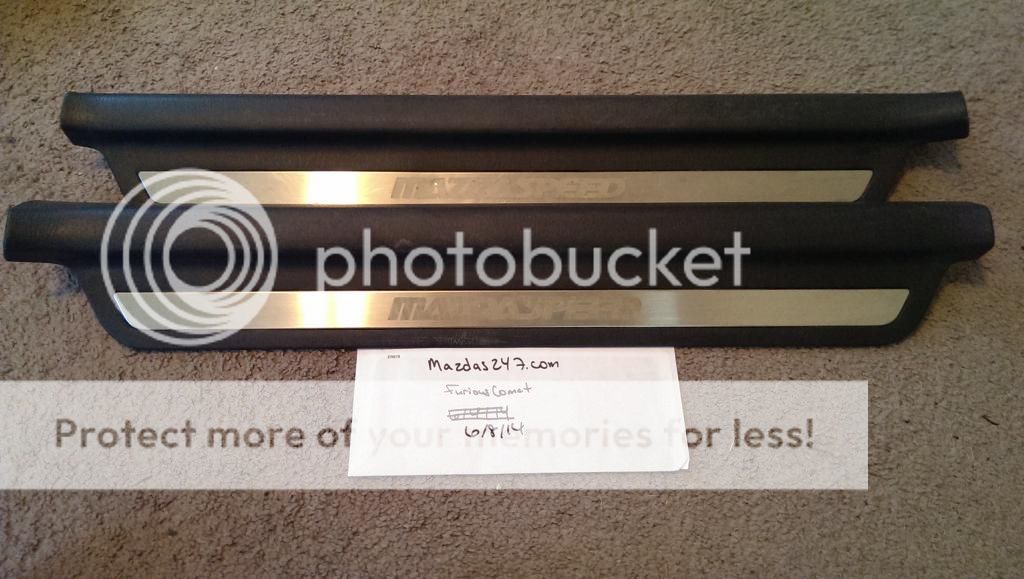 MAZDASPEED
photobucket
MAZDASPEED
Mazdas247.com
FuriousComet
Protect more of your memories for less!
6/8/14